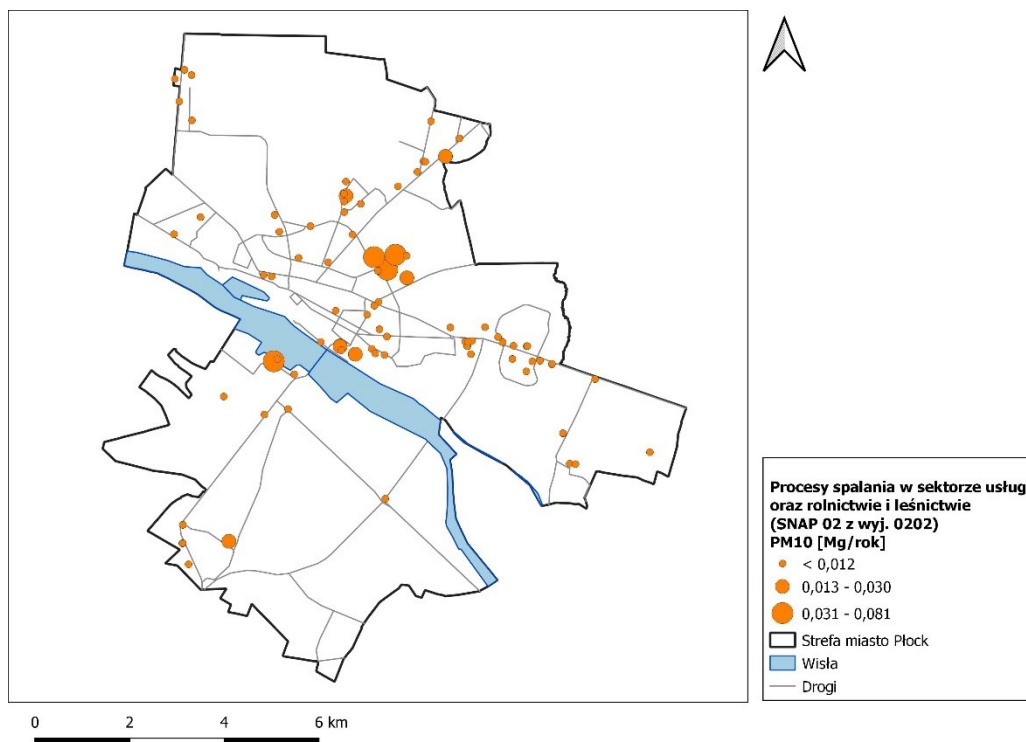 Procesy spalania w sektorze usług
oraz rolnictwie i leśnictwie
(SNAP 02 z wyj. 0202)
PM10 [Mg/rok]
< 0,012
0,013 - 0,030
0,031 - 0,081
Strefa miasto Płock
Wisła
Drogi
0 2 4 6 km